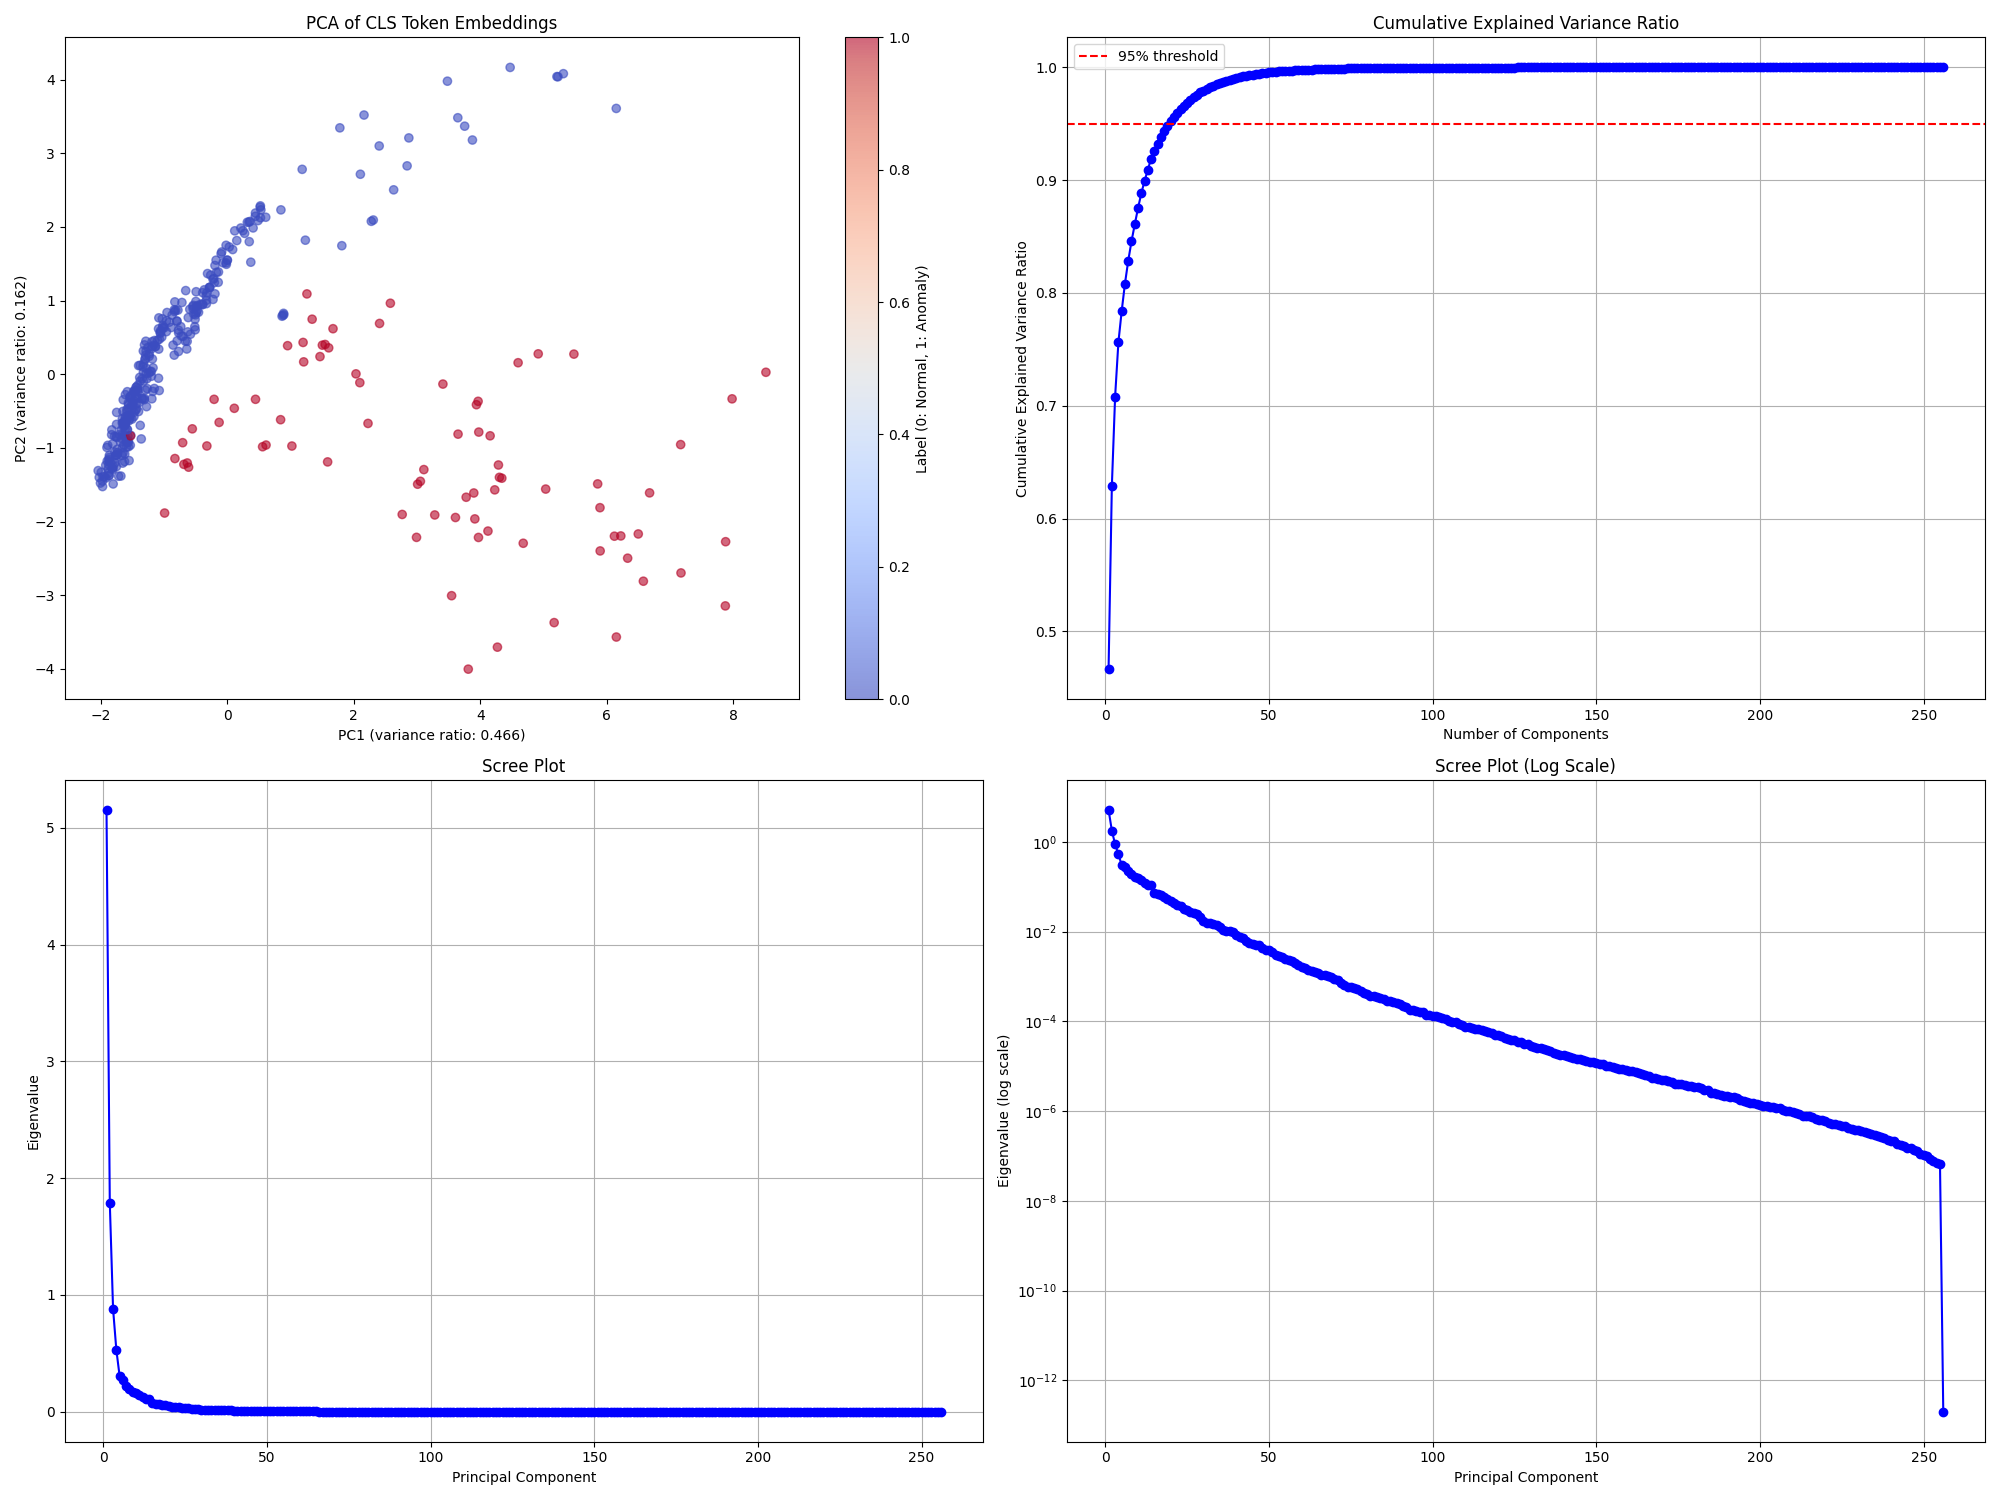 PCA of CLS Token Embeddings
4
3
2
1
0
−1
−2
−3
−4
PC2 (variance ratio: 0.162)
−2 0 2 4 6 8
PC1 (variance ratio: 0.466)
1.0
0.8
0.6
0.4
0.2
0.0
Label (0: Normal, 1: Anomaly)
Cumulative Explained Variance Ratio
95% threshold
1.0
0.9
0.8
0.7
0.6
0.5
Cumulative Explained Variance Ratio
0 50 100 150 200 250
Number of Components
Scree Plot
5
4
3
2
1
0
Eigenvalue
0 50 100 150 200 250
Principal Component
Scree Plot (Log Scale)
10⁰
10⁻²
10⁻⁴
10⁻⁶
10⁻⁸
10⁻¹⁰
10⁻¹²
Eigenvalue (log scale)
0 50 100 150 200 250
Principal Component